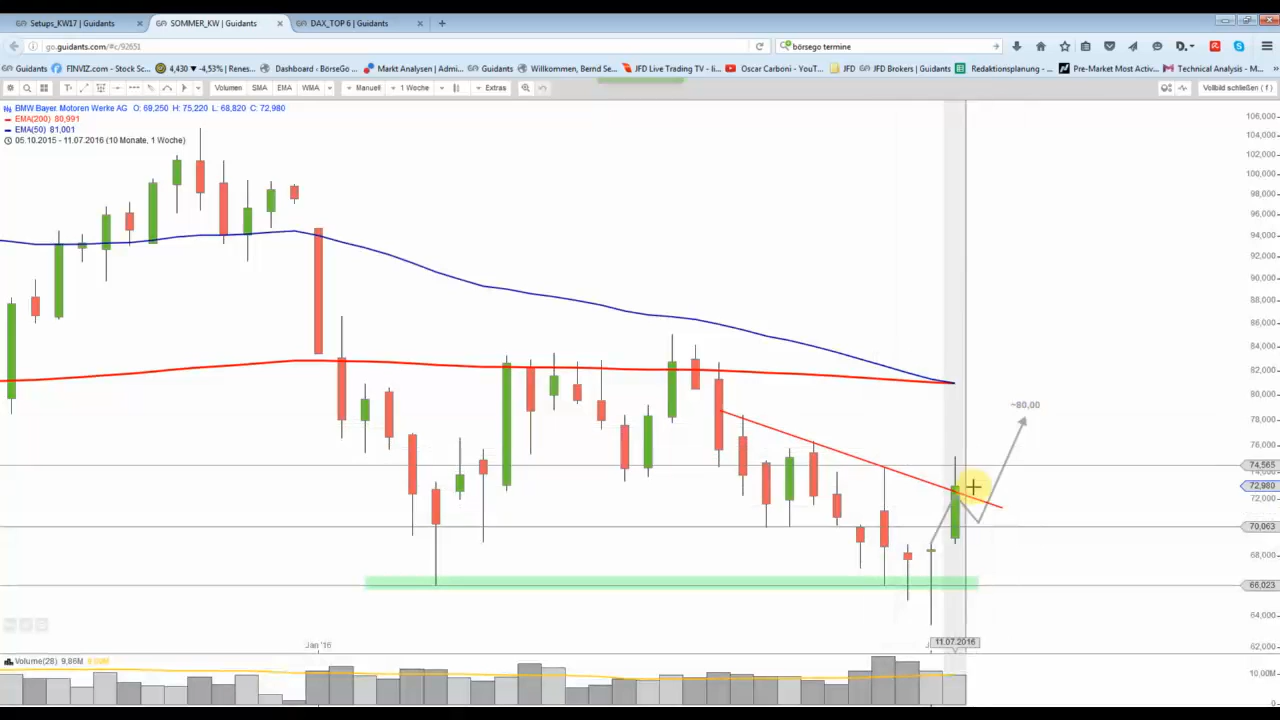 Setups_KW17 | Guidants × SOMMER_KW | Guidants × DAX_TOP 6 | Guidants × +
go.guidants.com/#c/92651 börsego termine
Guidants FINVIZ.com - Stock Sc... 4,430 -4,53% | Renes... Dashboard ‹ BörseGo ... Markt Analysen | Admi... Guidants Willkommen, Bernd Se... JFD Live Trading TV - li... Oscar Carboni - YouT... JFD JFD Brokers | Guidants Redaktionsplanung - ... Pre-Market Most Activ... Technical Analysis - M...
Volumen SMA EMA WMA Manuell 1 Woche Extras Vollbild schließen ( f )
BMW Bayer. Motoren Werke AG O: 69,250 H: 75,220 L: 68,820 C: 72,980
EMA(200) 80,991
EMA(50) 81,001
05.10.2015 - 11.07.2016 (10 Monate, 1 Woche)
106,000
104,000
102,000
100,000
98,000
96,000
94,000
92,000
90,000
88,000
86,000
84,000
82,000
80,000
~80,00
78,000
76,000
74,565
72,980
72,000
70,063
68,000
66,023
64,000
62,000
Jan '16
11.07.2016
Volume(28) 9,86M
10,00M
0